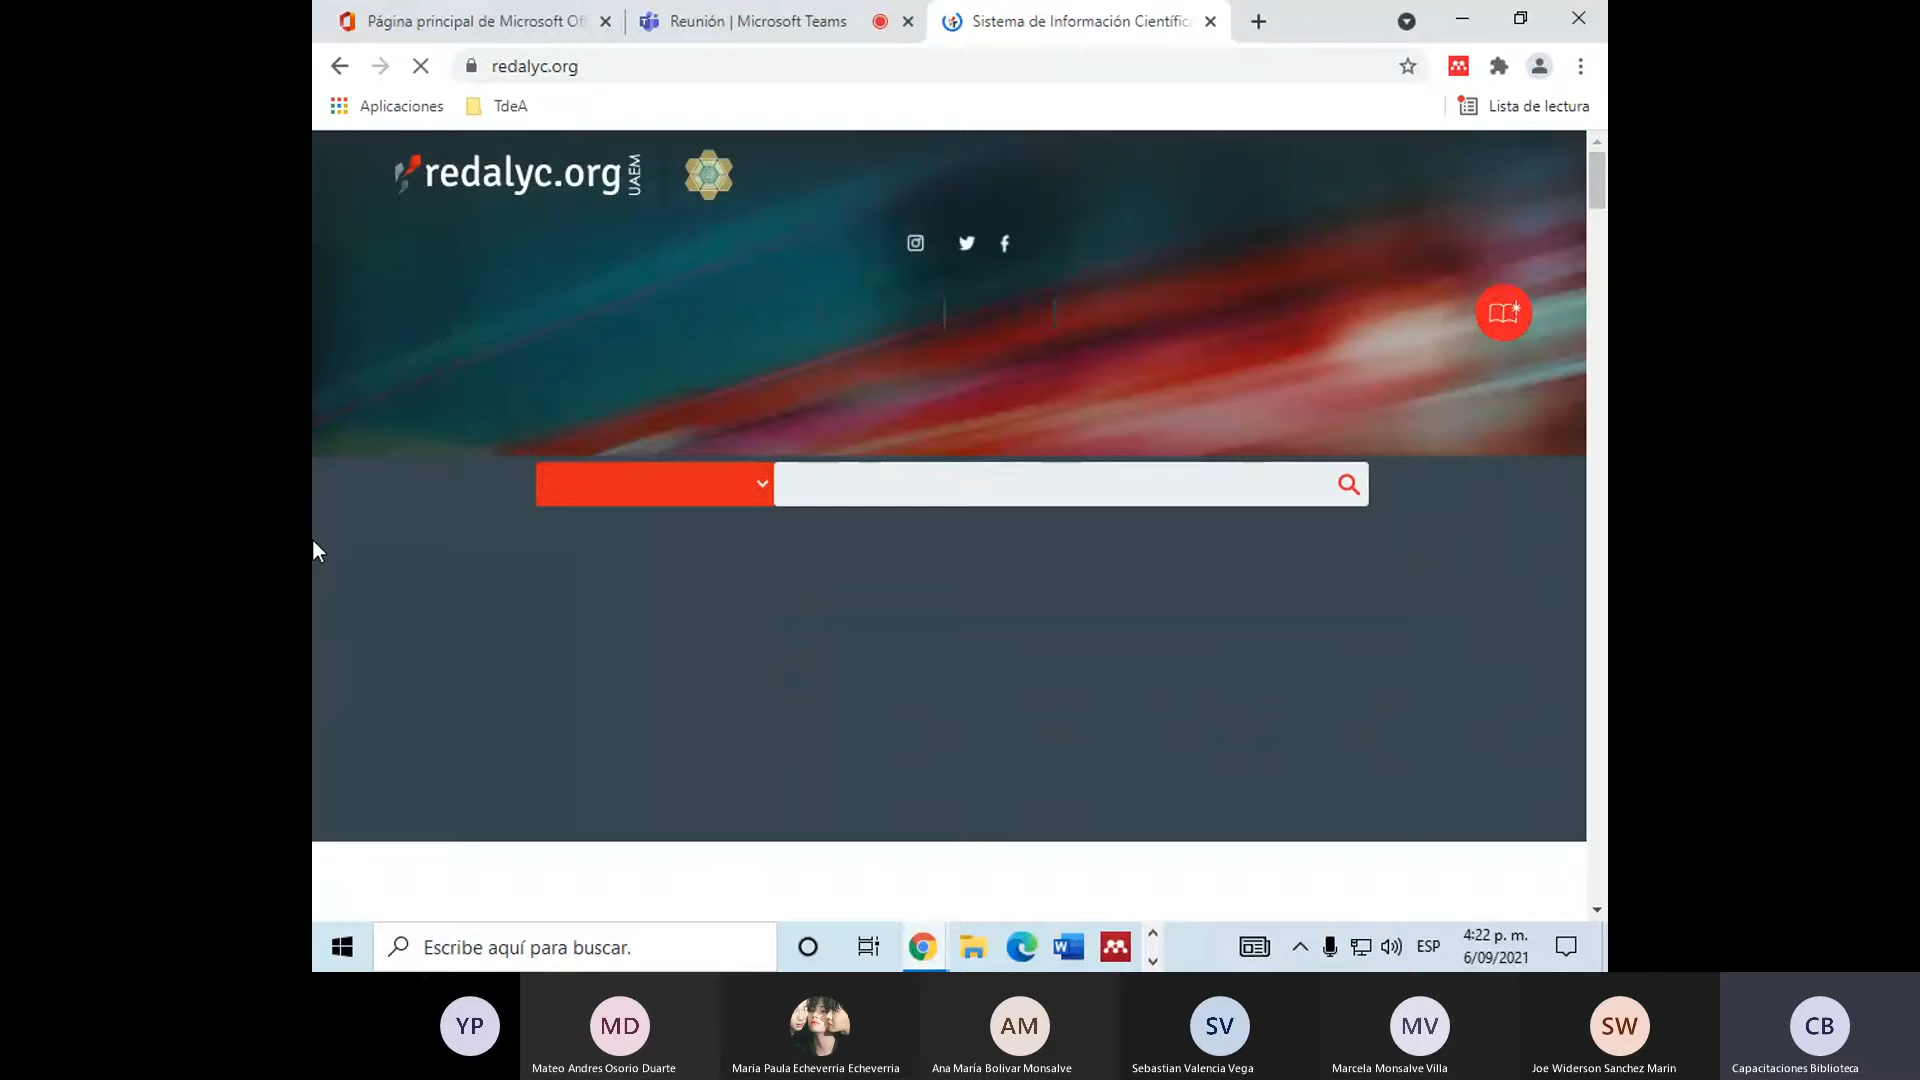 Página principal de Microsoft Of
Reunión | Microsoft Teams
Sistema de Información Científic
redalyc.org
Aplicaciones
TdeA
Lista de lectura
redalyc.org
UAEM
Escribe aquí para buscar.
ESP
4:22 p. m.
6/09/2021
YP
MD
AM
SV
MV
SW
CB
Mateo Andres Osorio Duarte
Maria Paula Echeverria Echeverria
Ana María Bolivar Monsalve
Sebastian Valencia Vega
Marcela Monsalve Villa
Joe Widerson Sanchez Marin
Capacitaciones Biblioteca